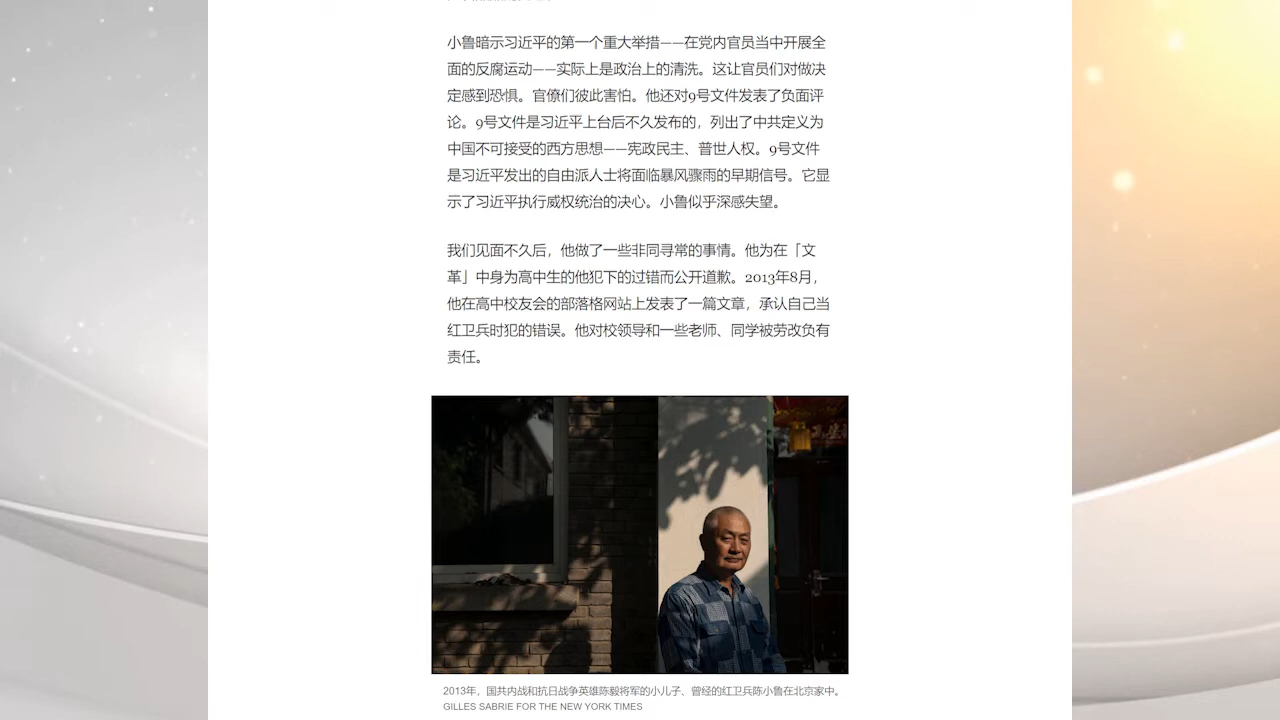 小鲁暗示习近平的第一个重大举措——在党内官员当中开展全
面的反腐运动——实际上是政治上的清洗。这让官员们对做决
定感到恐惧。官僚们彼此害怕。他还对9号文件发表了负面评
论。9号文件是习近平上台后不久发布的，列出了中共定义为
中国不可接受的西方思想——宪政民主、普世人权。9号文件
是习近平发出的自由派人士将面临暴风骤雨的早期信号。它显
示了习近平执行威权统治的决心。小鲁似乎深感失望。
我们见面不久后，他做了一些非同寻常的事情。他为在「文
革」中身为高中生的他犯下的过错而公开道歉。2013年8月，
他在高中校友会的部落格网站上发表了一篇文章，承认自己当
红卫兵时犯的错误。他对校领导和一些老师、同学被劳改负有
责任。
2013年，国共内战和抗日战争英雄陈毅将军的小儿子、曾经的红卫兵陈小鲁在北京家中。
GILLES SABRIE FOR THE NEW YORK TIMES